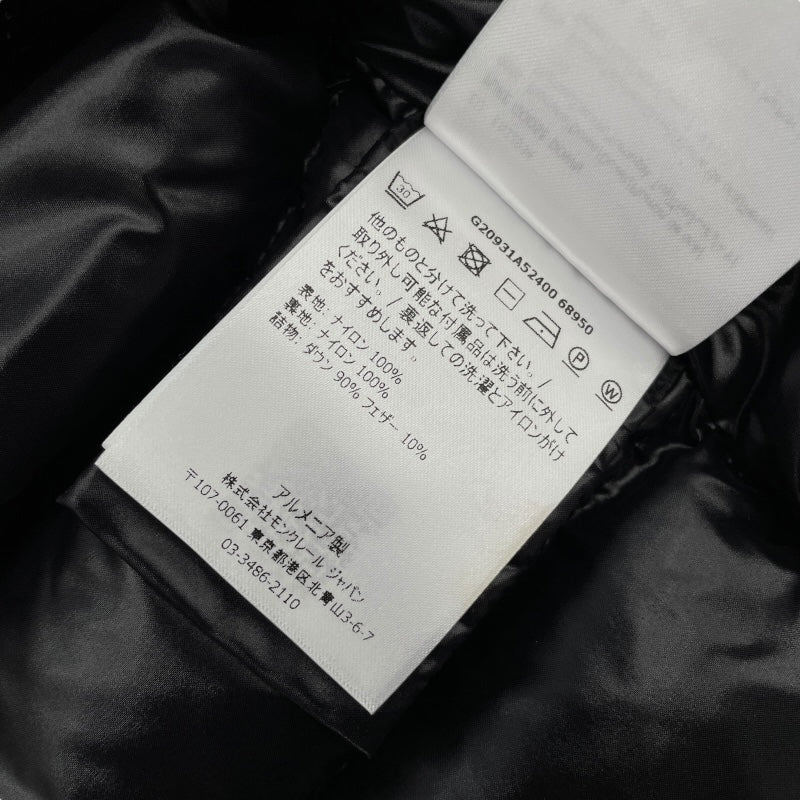 30
G20931A52400 68950
P
W
他のものと分けて洗って下さい。/
取り外し可能な付属品は洗う前に外して
ください。/ 裏返しての洗濯とアイロンがけ
をおすすめします。
表地: ナイロン 100%
裏地: ナイロン 100%
詰物: ダウン 90% フェザー 10%
アルメニア製
株式会社モンクレール ジャパン
〒107-0061 東京都港区北青山3-6-7
03-3486-2110